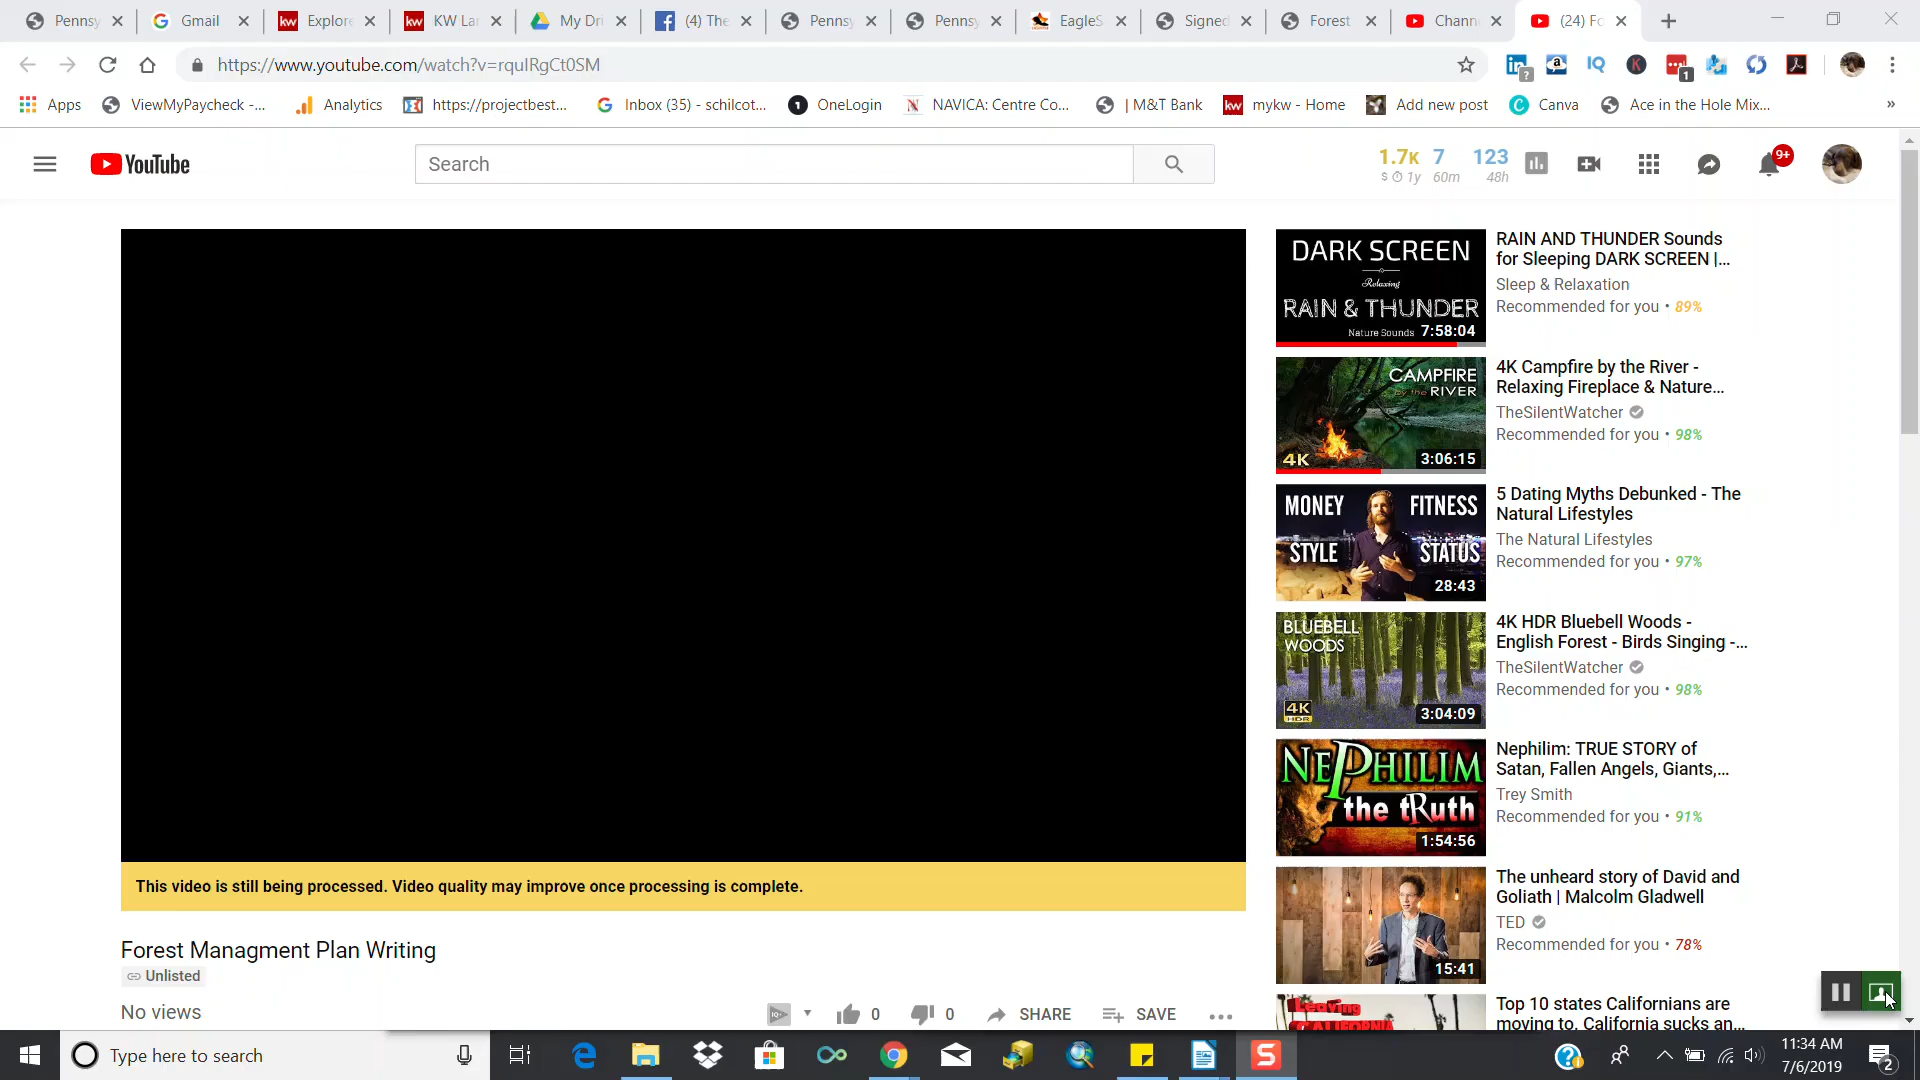 Pennsy
Gmail
Explore
KW La
My Dri
(4) The
Pennsy
Pennsy
EagleS
Signed
Forest
Chann
(24) Fo
https://www.youtube.com/watch?v=rquIRgCt0SM
Apps
ViewMyPaycheck -...
Analytics
https://projectbest...
Inbox (35) - schilcot...
OneLogin
NAVICA: Centre Co...
| M&T Bank
mykw - Home
Add new post
Canva
Ace in the Hole Mix...
»
YouTube
Search
1.7K 7 123
$ 1y 60m 48h
9+
DARK SCREEN
Relaxing
RAIN & THUNDER
Nature Sounds 7:58:04
RAIN AND THUNDER Sounds
for Sleeping DARK SCREEN |...
Sleep & Relaxation
Recommended for you • 89%
CAMPFIRE
by the RIVER
4K 3:06:15
4K Campfire by the River -
Relaxing Fireplace & Nature...
TheSilentWatcher
Recommended for you • 98%
MONEY FITNESS
STYLE STATUS
28:43
5 Dating Myths Debunked - The
Natural Lifestyles
The Natural Lifestyles
Recommended for you • 97%
BLUEBELL
WOODS
4K
HDR 3:04:09
4K HDR Bluebell Woods -
English Forest - Birds Singing -...
TheSilentWatcher
Recommended for you • 98%
NEPHILIM
the tRuth
1:54:56
Nephilim: TRUE STORY of
Satan, Fallen Angels, Giants,...
Trey Smith
Recommended for you • 91%
15:41
The unheard story of David and
Goliath | Malcolm Gladwell
TED
Recommended for you • 78%
Leaving
CALIFORNIA
Top 10 states Californians are
moving to. California sucks an...
This video is still being processed. Video quality may improve once processing is complete.
Forest Managment Plan Writing
Unlisted
No views
0
0
SHARE
SAVE
Type here to search
11:34 AM
7/6/2019
2